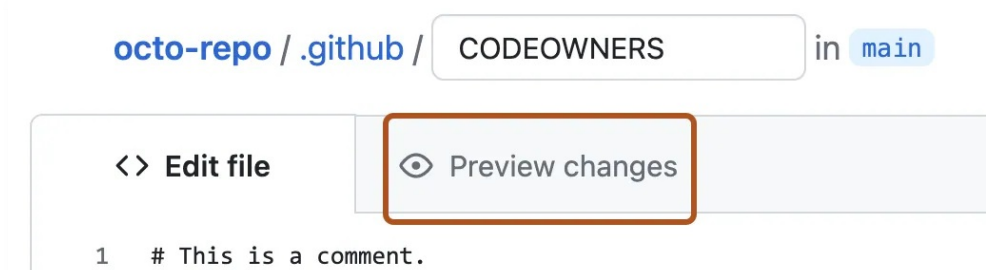 octo-repo / .github / CODEOWNERS in main
<> Edit file Preview changes
1 # This is a comment.